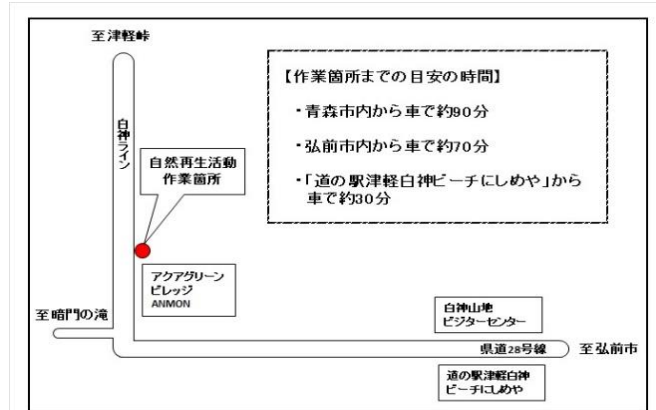 至津軽峠
白神ライン
自然再生活動
作業箇所
【作業箇所までの目安の時間】
・青森市内から車で約90分
・弘前市内から車で約70分
・「道の駅津軽白神ビーチにしめや」から
車で約30分
アクアグリーン
ビレッジ
ANMON
至暗門の滝
白神山地
ビジターセンター
県道28号線
至弘前市
道の駅津軽白神
ビーチにしめや